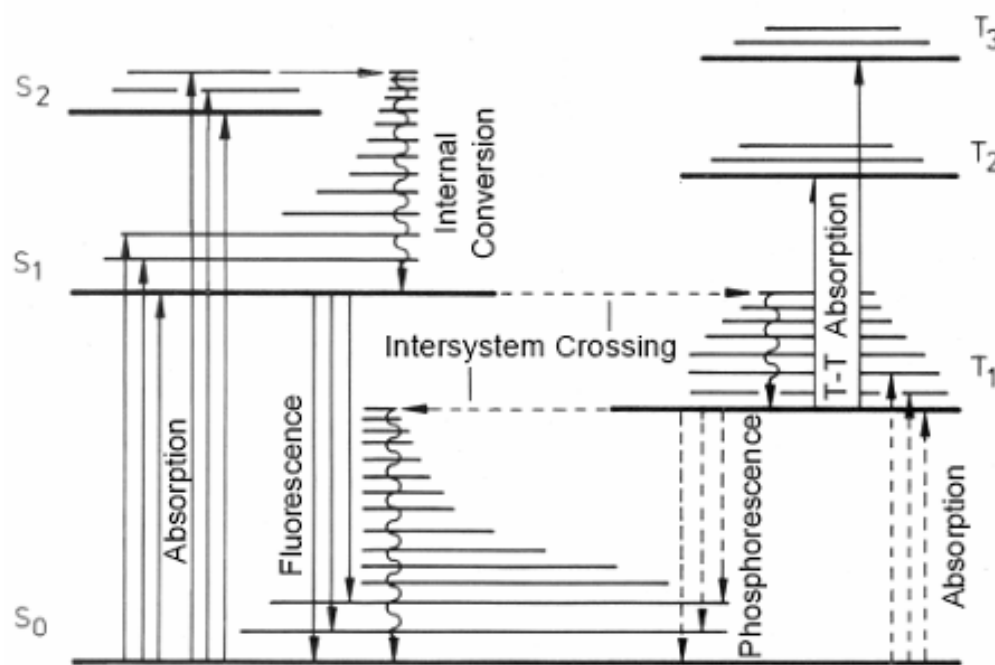 T3
S2
T2
Internal
Conversion
S1
T-T Absorption
Intersystem Crossing
T1
Absorption
Fluorescence
Phosphorescence
Absorption
S0